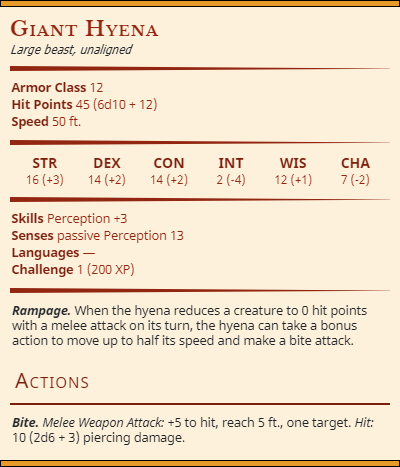 Giant Hyena
Large beast, unaligned
Armor Class 12
Hit Points 45 (6d10 + 12)
Speed 50 ft.
STR DEX CON INT WIS CHA
16 (+3) 14 (+2) 14 (+2) 2 (-4) 12 (+1) 7 (-2)
Skills Perception +3
Senses passive Perception 13
Languages —
Challenge 1 (200 XP)
Rampage. When the hyena reduces a creature to 0 hit points
with a melee attack on its turn, the hyena can take a bonus
action to move up to half its speed and make a bite attack.
Actions
Bite. Melee Weapon Attack: +5 to hit, reach 5 ft., one target. Hit:
10 (2d6 + 3) piercing damage.